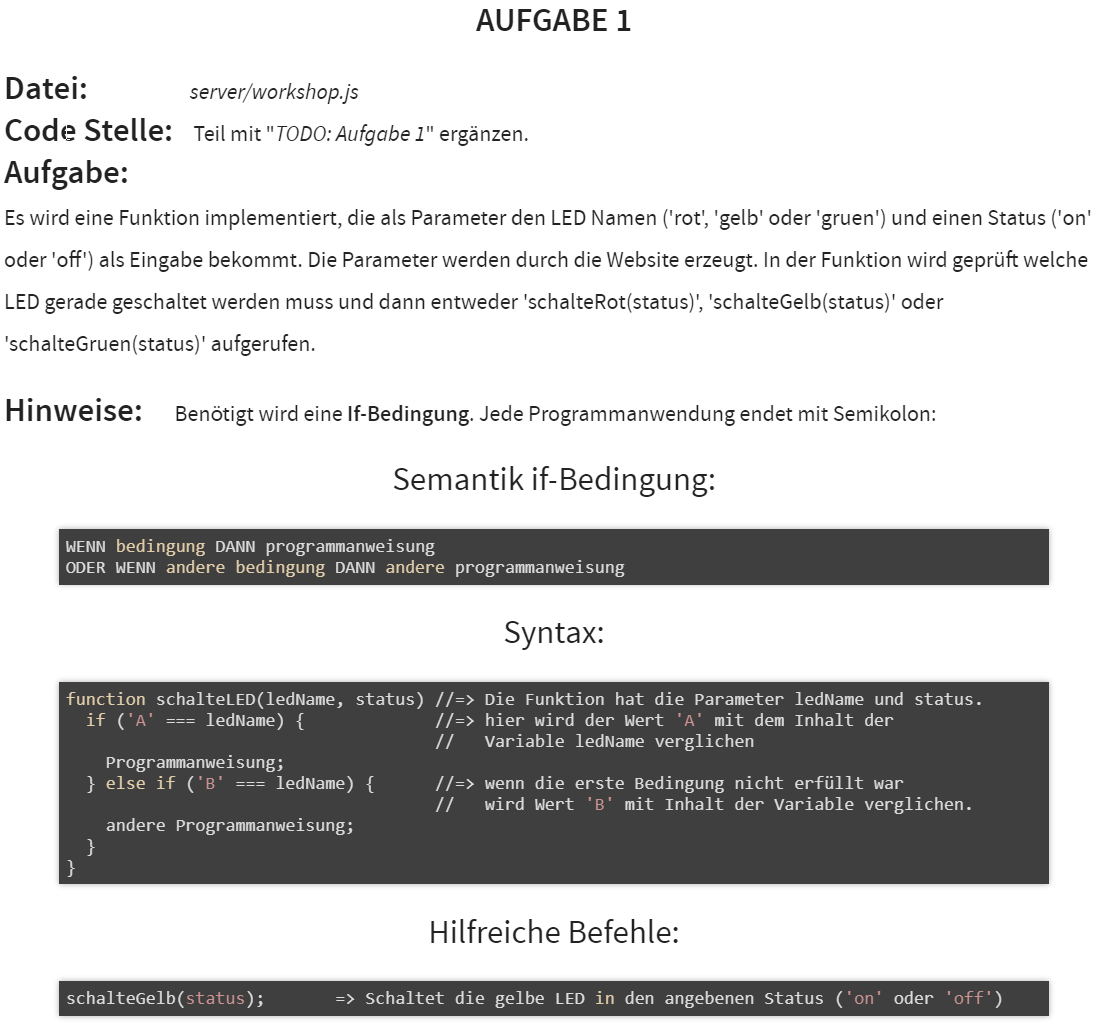 AUFGABE 1
Datei: server/workshop.js
Code Stelle: Teil mit "TODO: Aufgabe 1" ergänzen.
Aufgabe:
Es wird eine Funktion implementiert, die als Parameter den LED Namen ('rot', 'gelb' oder 'gruen') und einen Status ('on'
oder 'off') als Eingabe bekommt. Die Parameter werden durch die Website erzeugt. In der Funktion wird geprüft welche
LED gerade geschaltet werden muss und dann entweder 'schalteRot(status)', 'schalteGelb(status)' oder
'schalteGruen(status)' aufgerufen.
Hinweise: Benötigt wird eine If-Bedingung. Jede Programmanwendung endet mit Semikolon:
Semantik if-Bedingung:
WENN bedingung DANN programmanweisung
ODER WENN andere bedingung DANN andere programmanweisung
Syntax:
function schalteLED(ledName, status) //=> Die Funktion hat die Parameter ledName und status.
  if ('A' === ledName) {             //=> hier wird der Wert 'A' mit dem Inhalt der
                                     //   Variable ledName verglichen
    Programmanweisung;
  } else if ('B' === ledName) {      //=> wenn die erste Bedingung nicht erfüllt war
                                     //   wird Wert 'B' mit Inhalt der Variable verglichen.
    andere Programmanweisung;
  }
}
Hilfreiche Befehle:
schalteGelb(status);       => Schaltet die gelbe LED in den angebenen Status ('on' oder 'off')